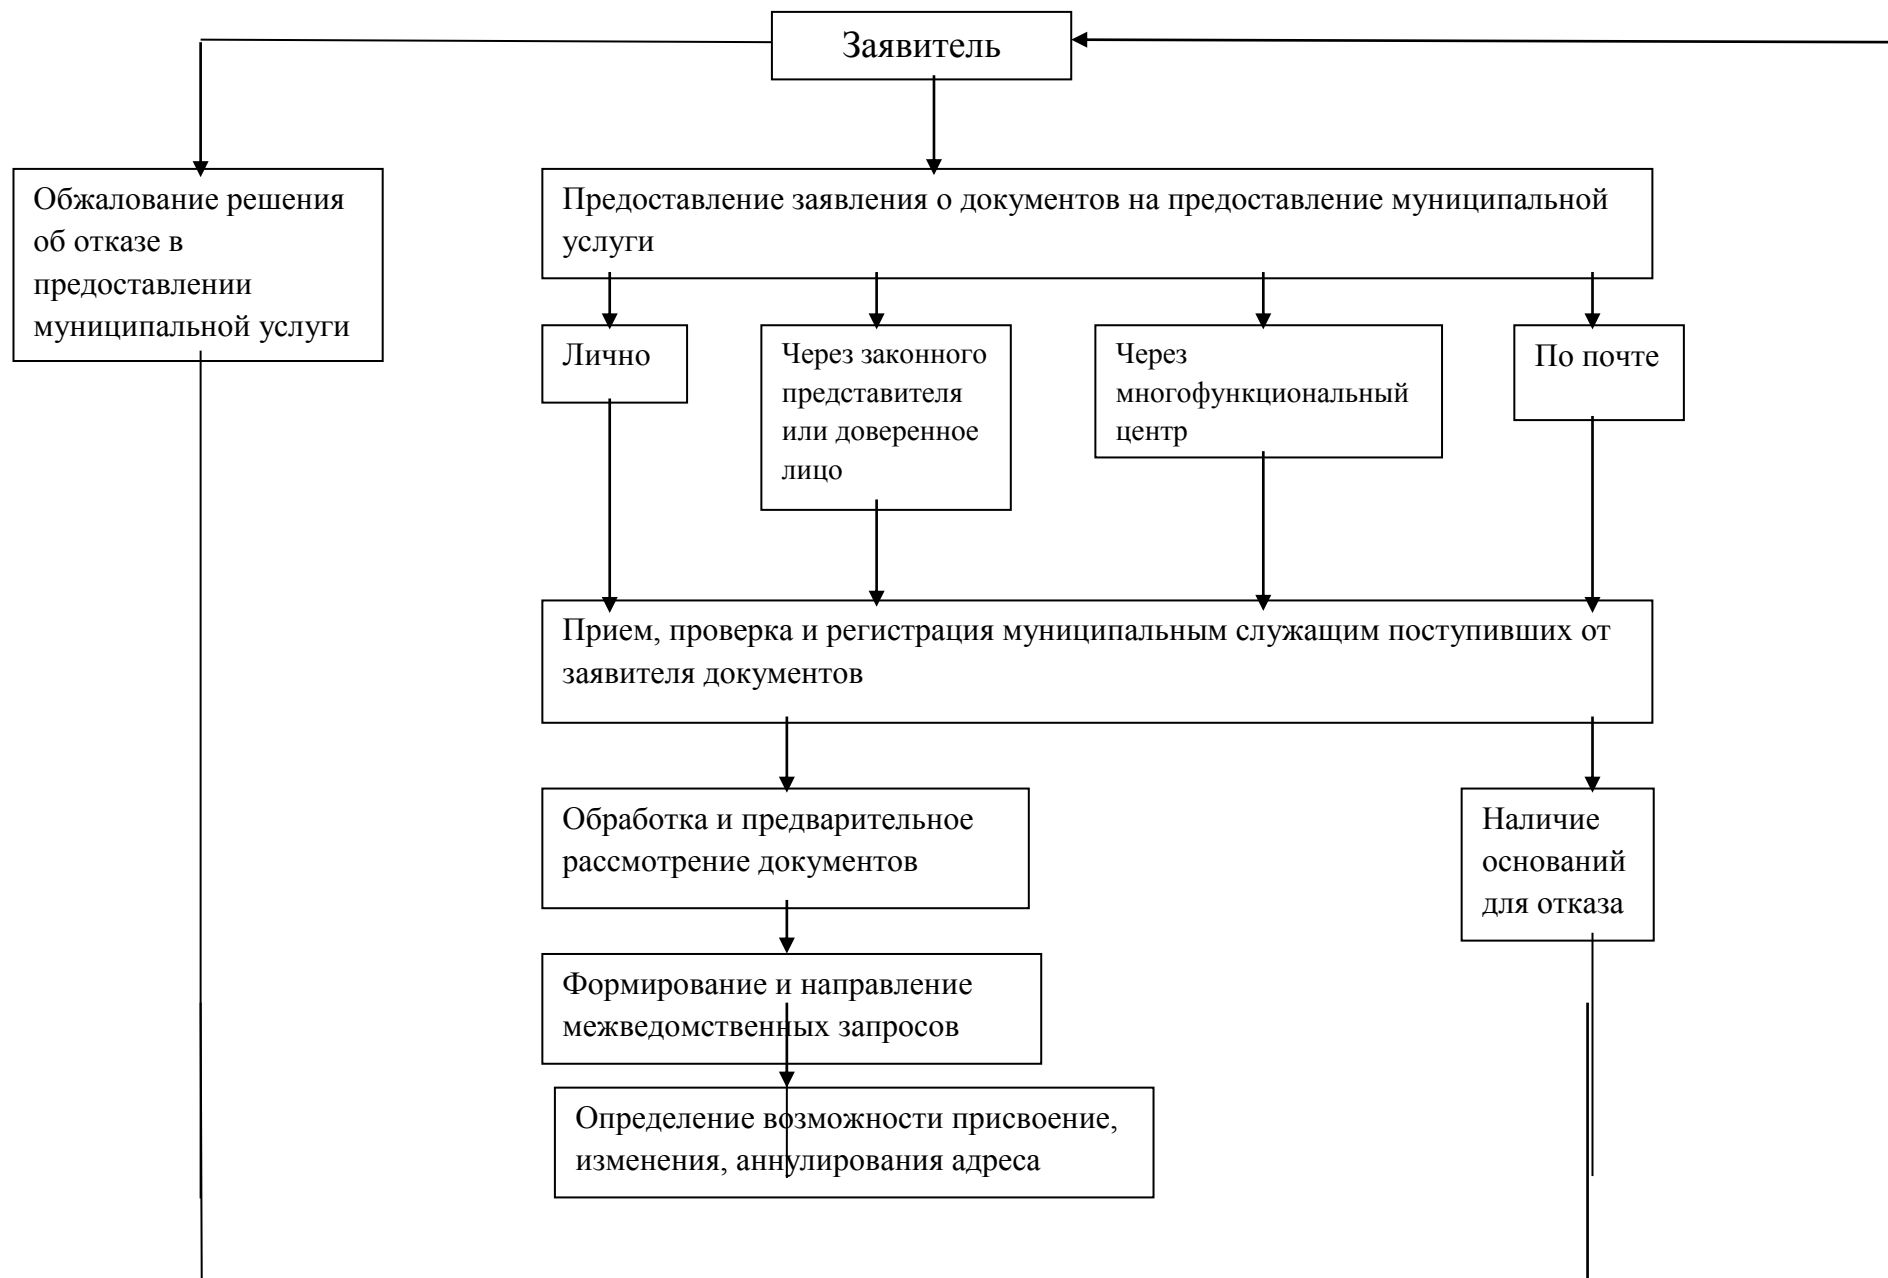 Заявитель
Обжалование решения
об отказе в
предоставлении
муниципальной услуги
Предоставление заявления о документов на предоставление муниципальной
услуги
Лично
Через законного
представителя
или доверенное
лицо
Через
многофункциональный
центр
По почте
Прием, проверка и регистрация муниципальным служащим поступивших от
заявителя документов
Обработка и предварительное
рассмотрение документов
Наличие
оснований
для отказа
Формирование и направление
межведомственных запросов
Определение возможности присвоение,
изменения, аннулирования адреса